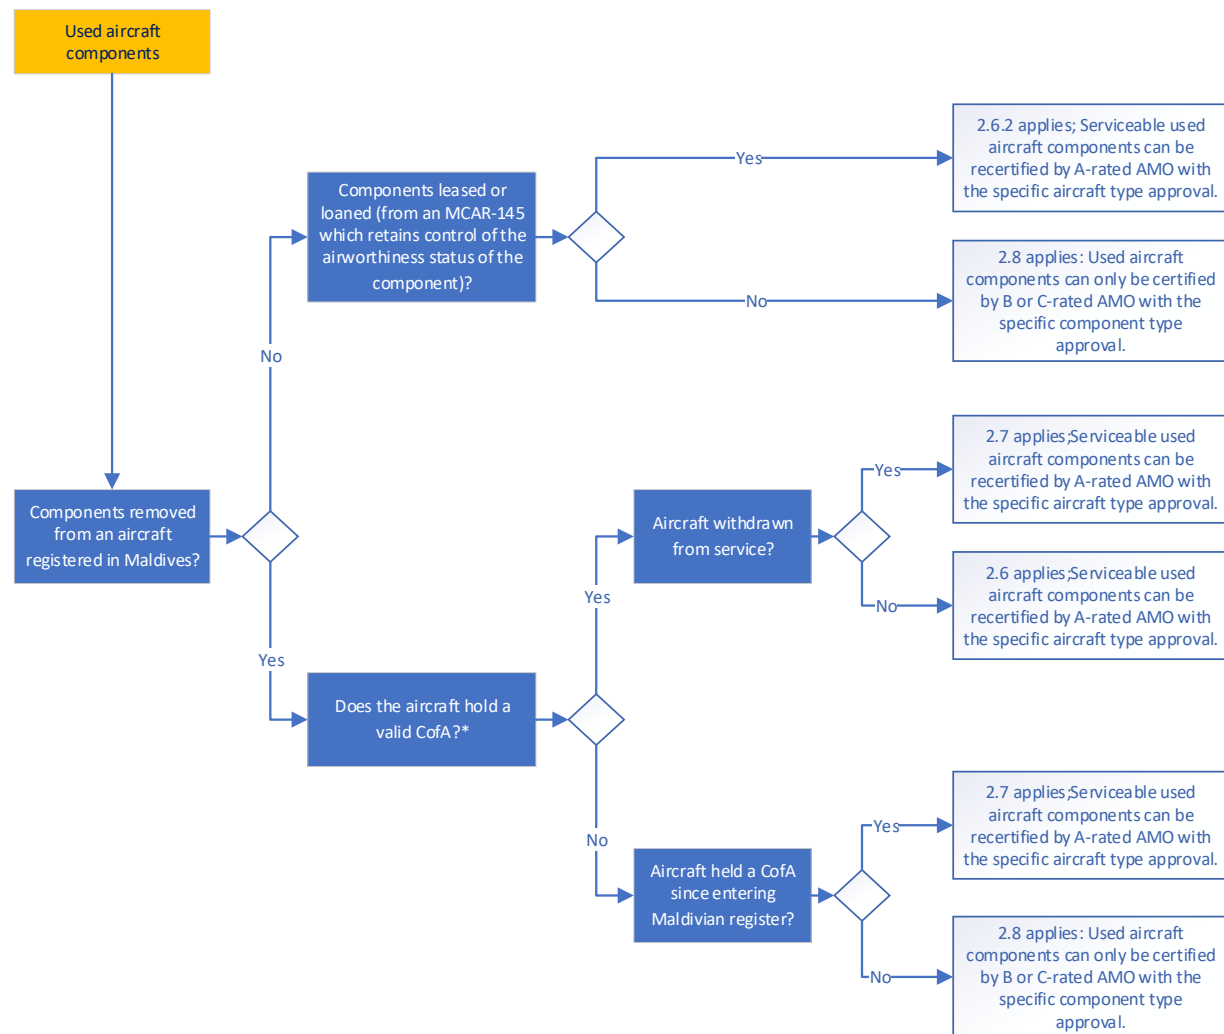 Used aircraft
components
2.6.2 applies; Serviceable used
aircraft components can be
recertified by A-rated AMO with
the specific aircraft type approval.
Yes
Components leased or
loaned (from an MCAR-145
which retains control of the
airworthiness status of the
component)?
2.8 applies: Used aircraft
components can only be certified
by B or C-rated AMO with the
specific component type
approval.
No
No
2.7 applies;Serviceable used
aircraft components can be
recertified by A-rated AMO with
the specific aircraft type approval.
Yes
Components removed
from an aircraft
registered in Maldives?
Aircraft withdrawn
from service?
2.6 applies;Serviceable used
aircraft components can be
recertified by A-rated AMO with
the specific aircraft type approval.
Yes
No
Yes
Does the aircraft hold a
valid CofA?*
2.7 applies;Serviceable used
aircraft components can be
recertified by A-rated AMO with
the specific aircraft type approval.
Yes
No
Aircraft held a CofA
since entering
Maldivian register?
2.8 applies: Used aircraft
components can only be certified
by B or C-rated AMO with the
specific component type
approval.
No